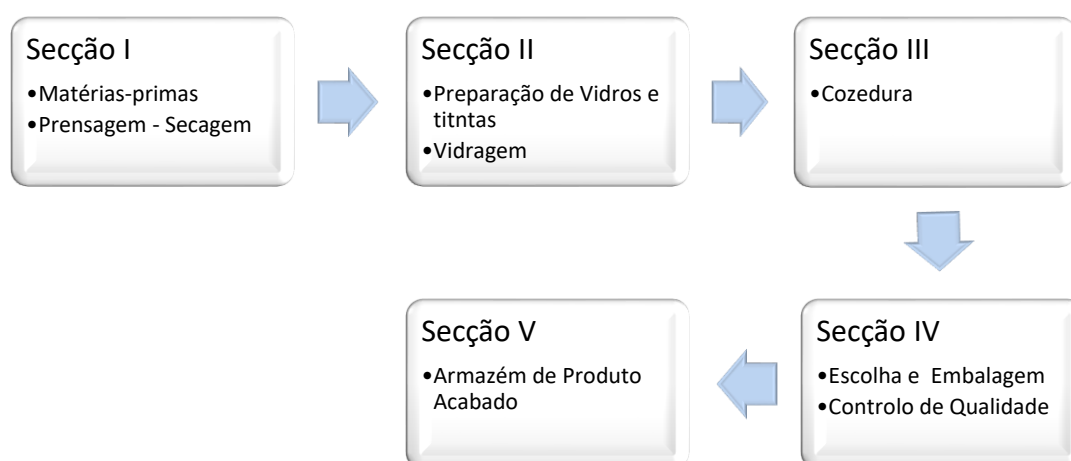 Secção I
•Matérias-primas
•Prensagem - Secagem
Secção II
•Preparação de Vidros e
titntas
•Vidragem
Secção III
•Cozedura
Secção IV
•Escolha e Embalagem
•Controlo de Qualidade
Secção V
•Armazém de Produto
Acabado